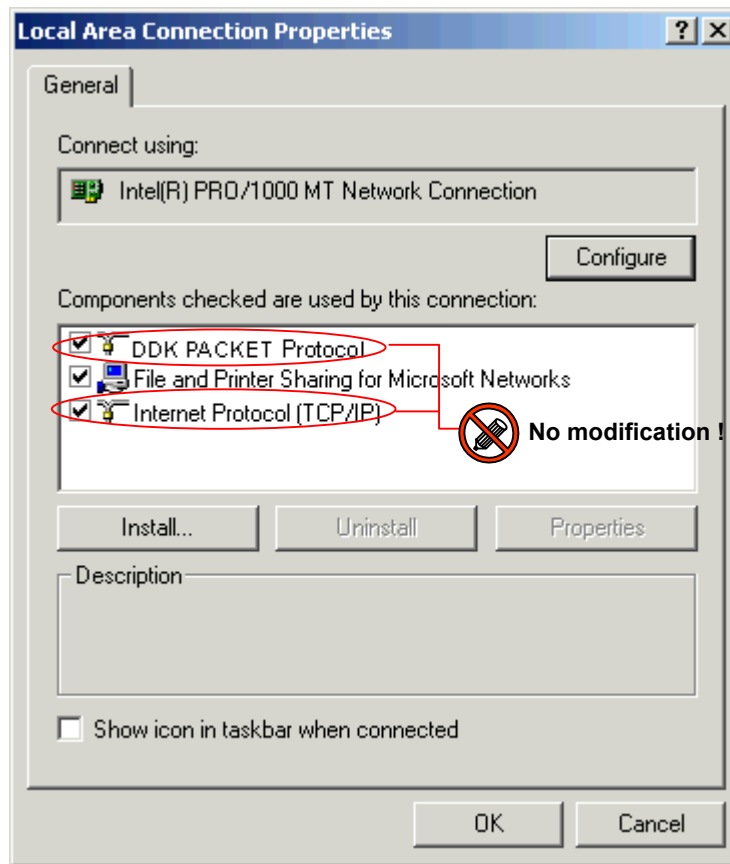 Local Area Connection Properties
General
Connect using:
Intel(R) PRO/1000 MT Network Connection
Configure
Components checked are used by this connection:
DDK PACKET Protocol
File and Printer Sharing for Microsoft Networks
Internet Protocol (TCP/IP)
No modification !
Install...
Uninstall
Properties
Description
Show icon in taskbar when connected
OK
Cancel